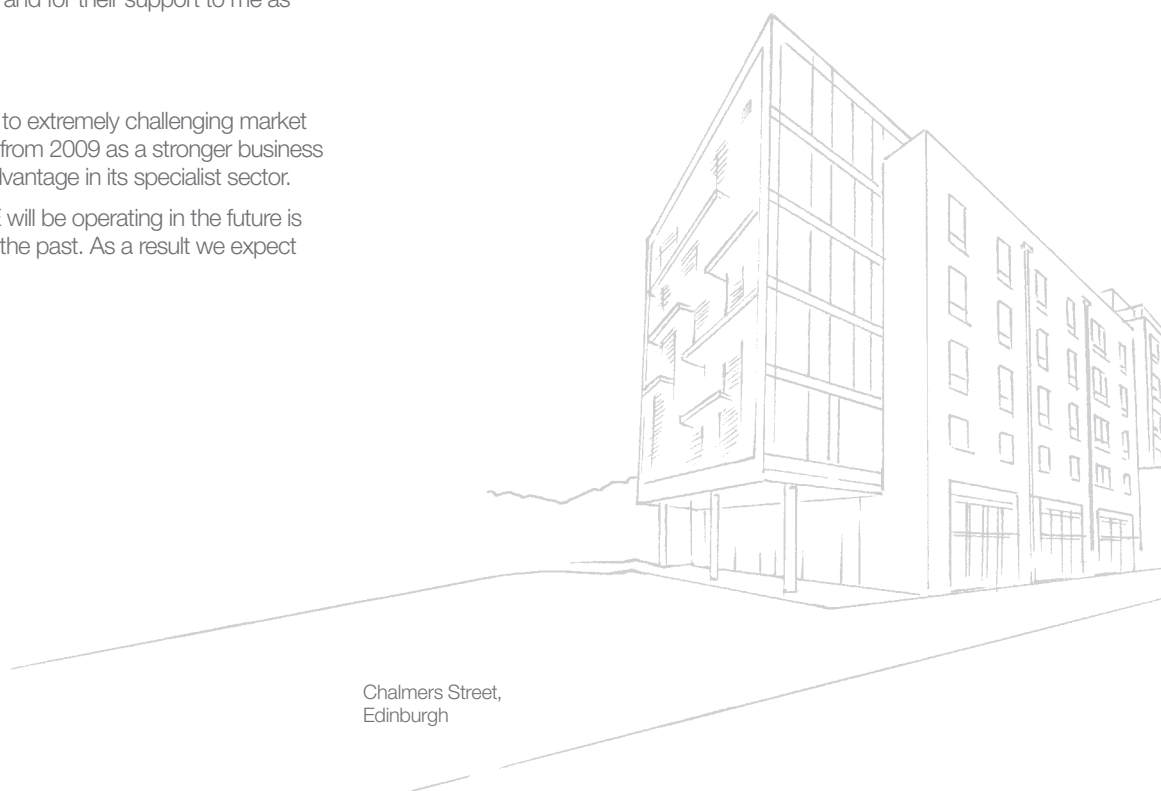 and for their support to me as
to extremely challenging market
from 2009 as a stronger business
dvantage in its specialist sector.
will be operating in the future is
the past. As a result we expect
Chalmers Street,
Edinburgh